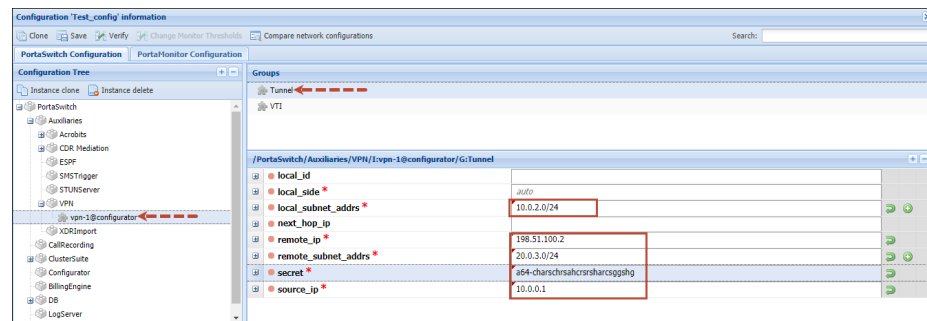 Configuration 'Test_config' information
Clone Save Verify Change Monitor Thresholds Compare network configurations Search:
PortaSwitch Configuration PortaMonitor Configuration
Configuration Tree
Instance clone Instance delete
PortaSwitch
Auxiliaries
Acrobits
CDR Mediation
ESPF
SMSTrigger
STUNServer
VPN
vpn-1@configurator
XDRImport
CallRecording
ClusterSuite
Configurator
BillingEngine
DB
LogServer
Groups
Tunnel
VTI
/PortaSwitch/Auxiliaries/VPN/I:vpn-1@configurator/G:Tunnel
local_id
local_side * auto
local_subnet_addrs * 10.0.2.0/24
next_hop_ip
remote_ip * 198.51.100.2
remote_subnet_addrs * 20.0.3.0/24
secret * a64-charschrsahcrsrsharcsggshg
source_ip * 10.0.0.1